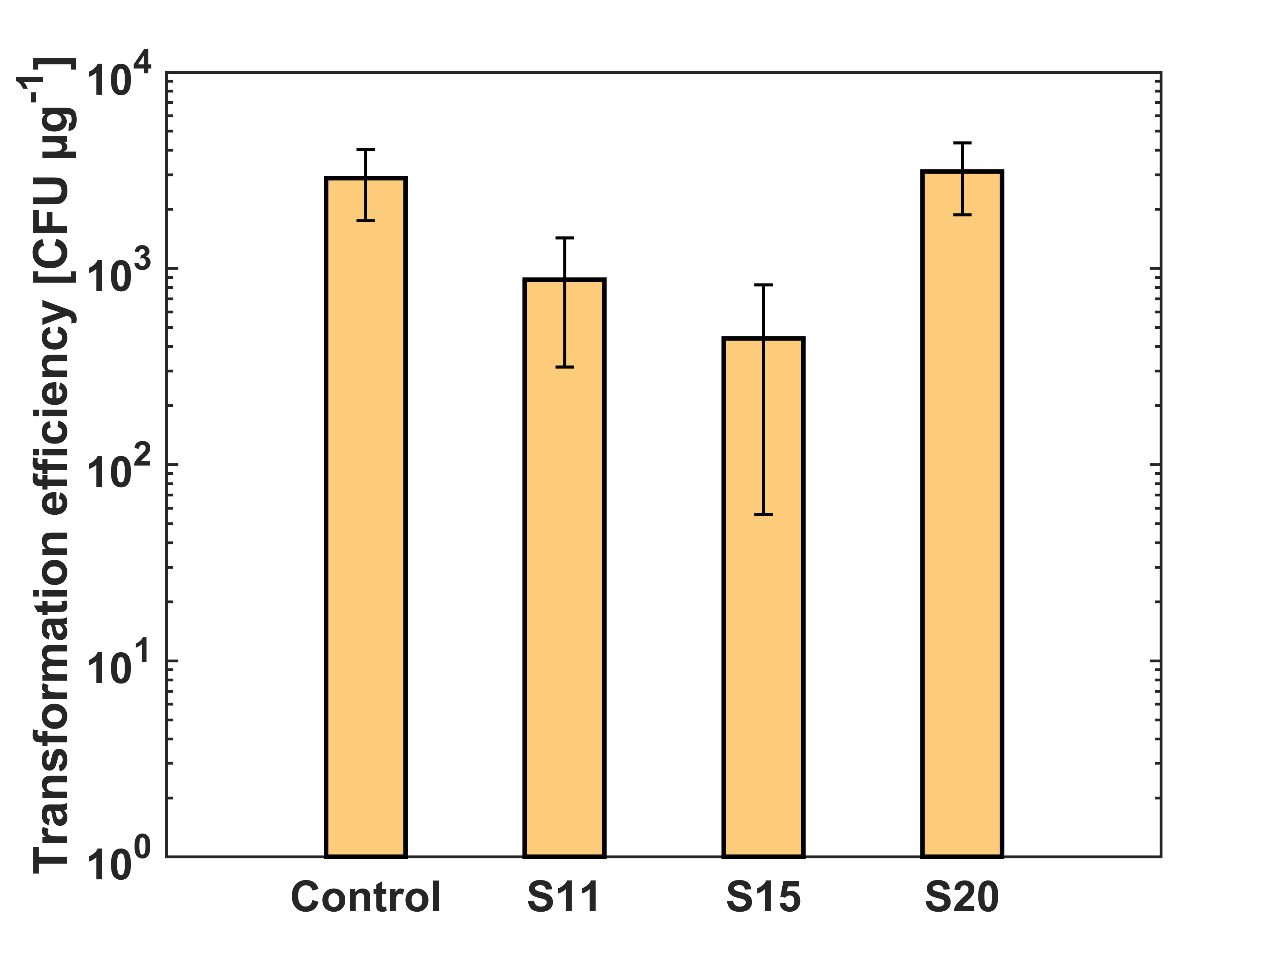 Transformation efficiency [CFU µg⁻¹]
10⁴
10³
10²
10¹
10⁰
Control S11 S15 S20